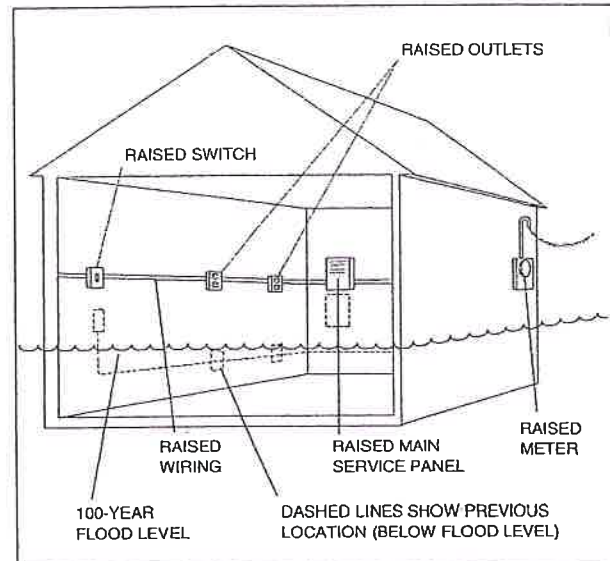 RAISED OUTLETS
RAISED SWITCH
RAISED
WIRING
RAISED MAIN
SERVICE PANEL
RAISED
METER
100-YEAR
FLOOD LEVEL
DASHED LINES SHOW PREVIOUS
LOCATION (BELOW FLOOD LEVEL)